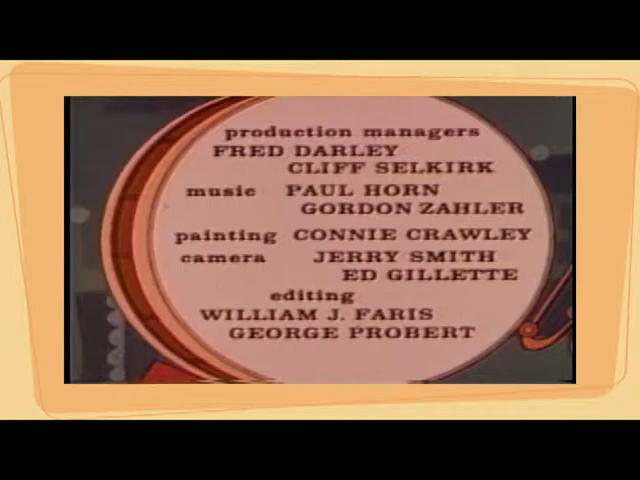 production managers
FRED DARLEY
CLIFF SELKIRK
music PAUL HORN
GORDON ZAHLER
painting CONNIE CRAWLEY
camera JERRY SMITH
ED GILLETTE
editing
WILLIAM J. FARIS
GEORGE PROBERT